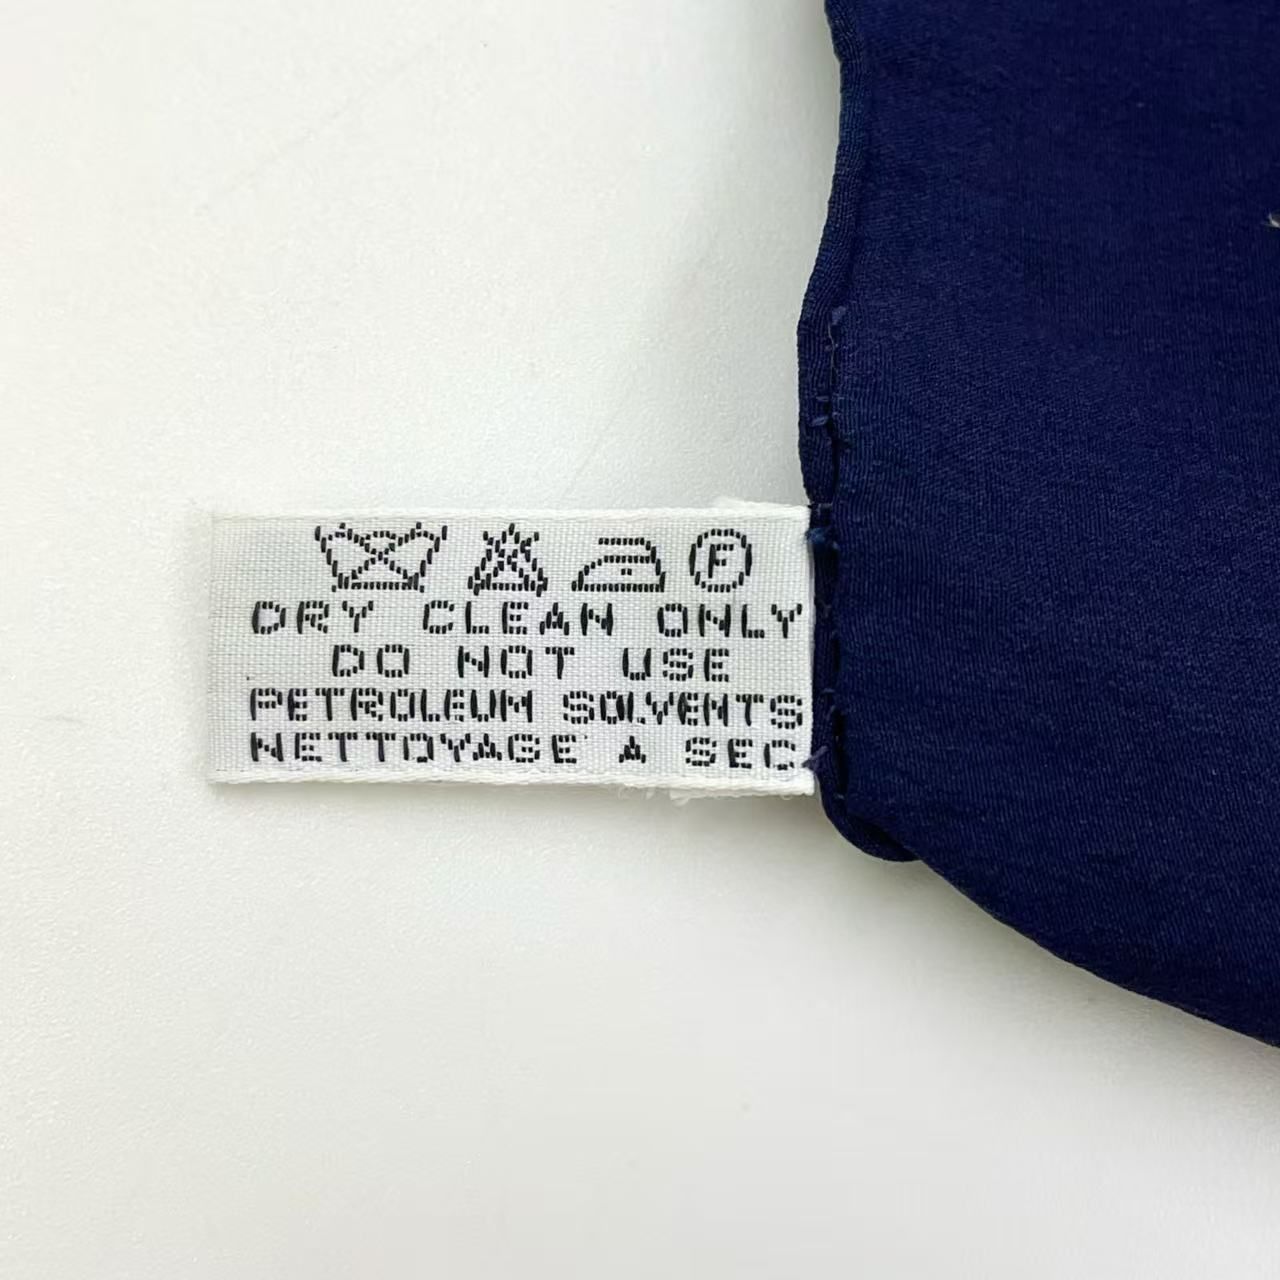 F
DRY CLEAN ONLY
DO NOT USE
PETROLEUM SOLVENTS
NETTOYAGE A SEC